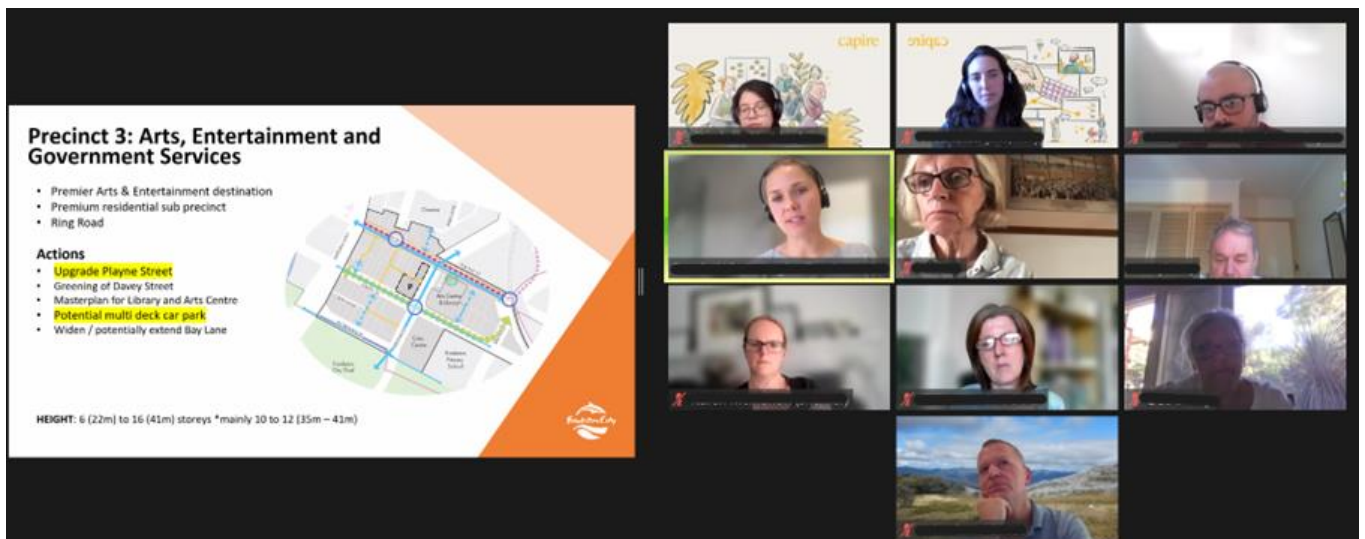 Precinct 3: Arts, Entertainment and
Government Services
• Premier Arts & Entertainment destination
• Premium residential sub precinct
• Ring Road
Actions
• Upgrade Playne Street
• Greening of Davey Street
• Masterplan for Library and Arts Centre
• Potential multi deck car park
• Widen / potentially extend Bay Lane
HEIGHT: 6 (22m) to 16 (41m) storeys *mainly 10 to 12 (35m – 41m)
Frankston City
capire
capire